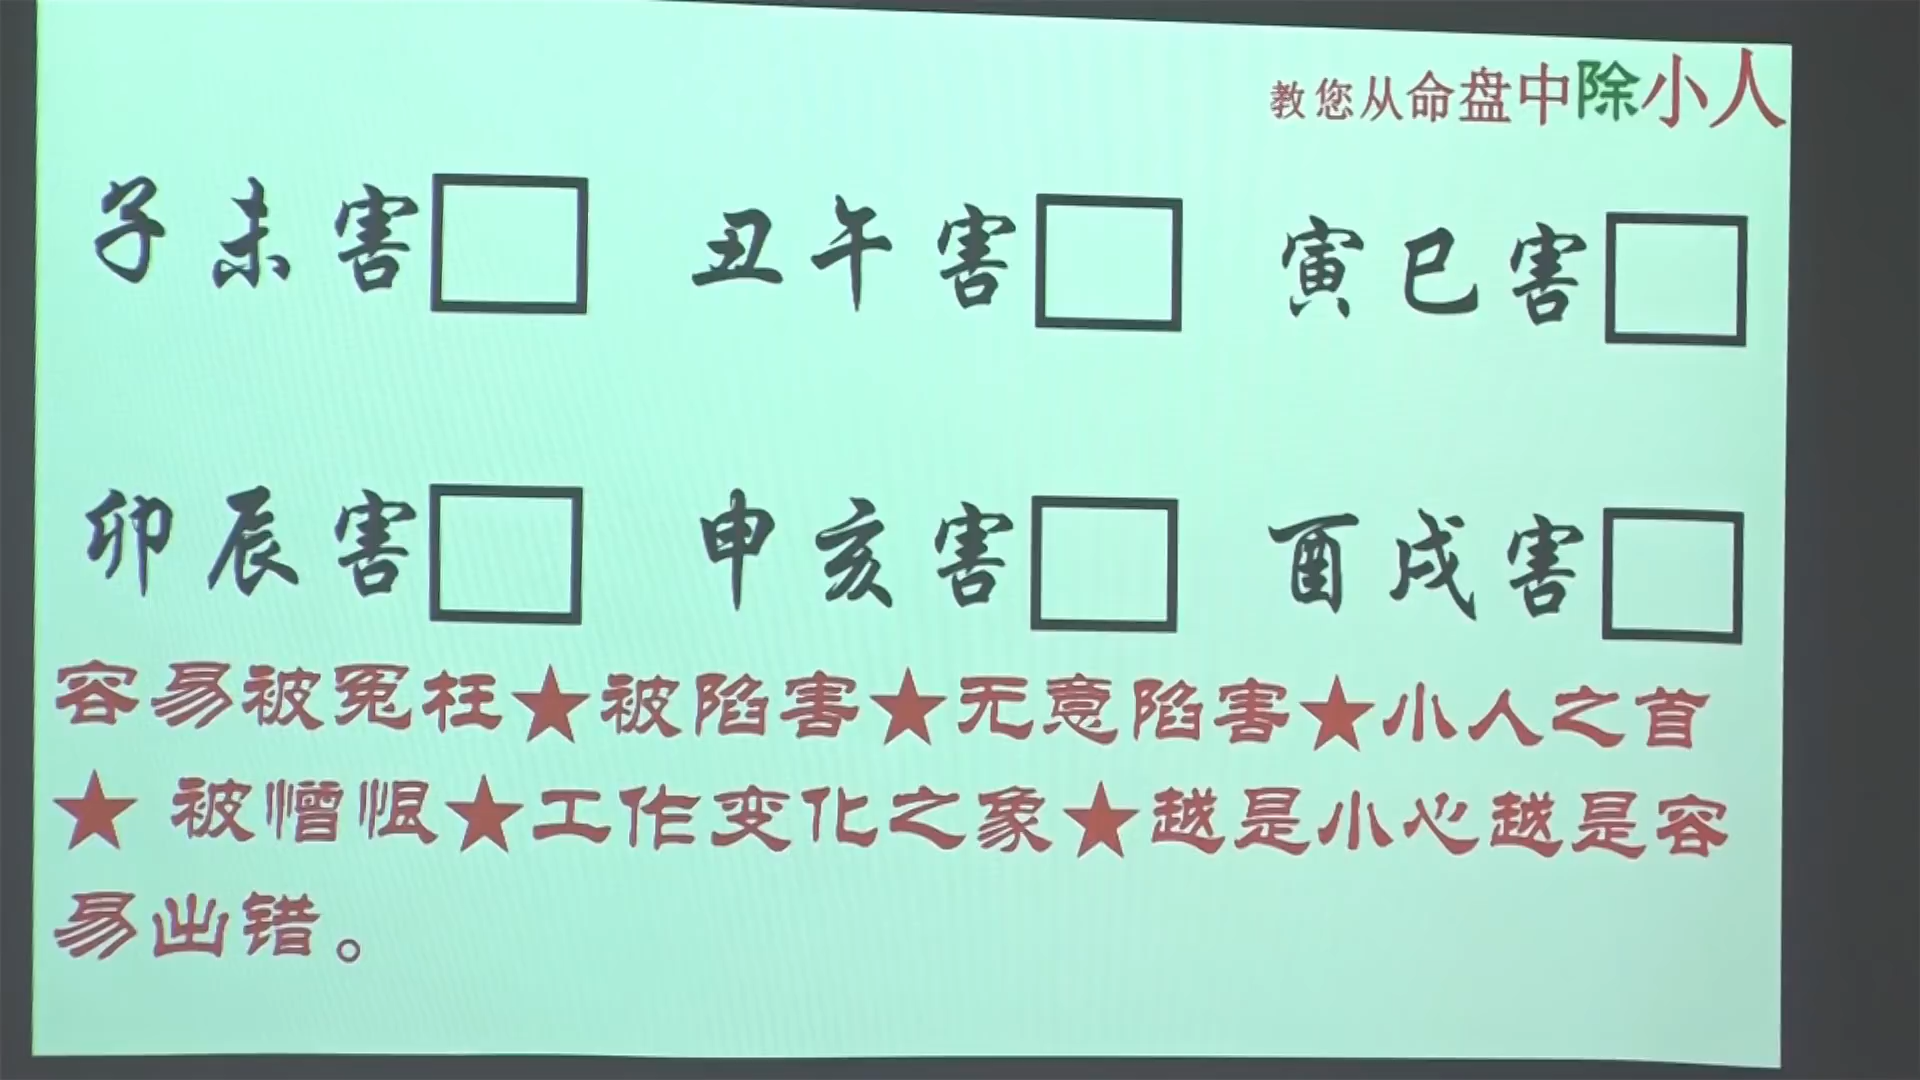 教您从命盘中除小人
子未害 丑午害 寅巳害
卯辰害 申亥害 酉戌害
容易被冤枉★被陷害★无意陷害★小人之首
★ 被憎恨★工作变化之象★越是小心越是容
易出错。